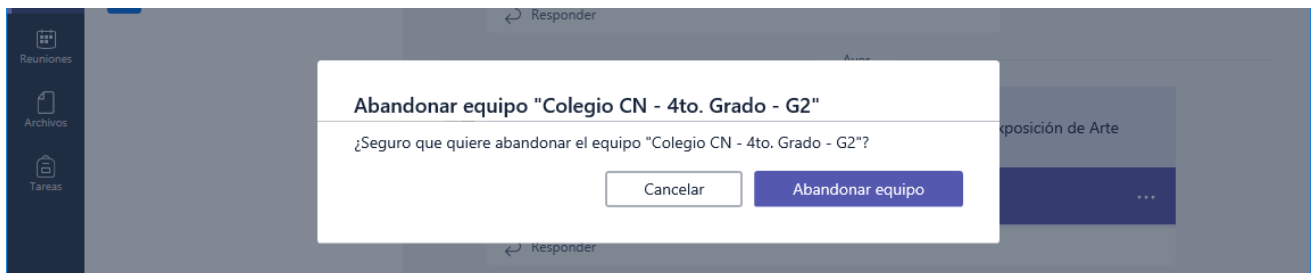 Responder
Reuniones
Ayer
Abandonar equipo "Colegio CN - 4to. Grado - G2"
Archivos
xposición de Arte
¿Seguro que quiere abandonar el equipo "Colegio CN - 4to. Grado - G2"?
Tareas
Cancelar
Abandonar equipo
Responder